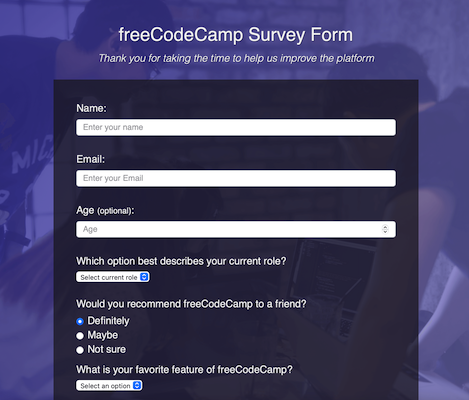 freeCodeCamp Survey Form
Thank you for taking the time to help us improve the platform
Name:
Enter your name
Email:
Enter your Email
Age (optional):
Age
Which option best describes your current role?
Select current role
Would you recommend freeCodeCamp to a friend?
Definitely
Maybe
Not sure
What is your favorite feature of freeCodeCamp?
Select an option